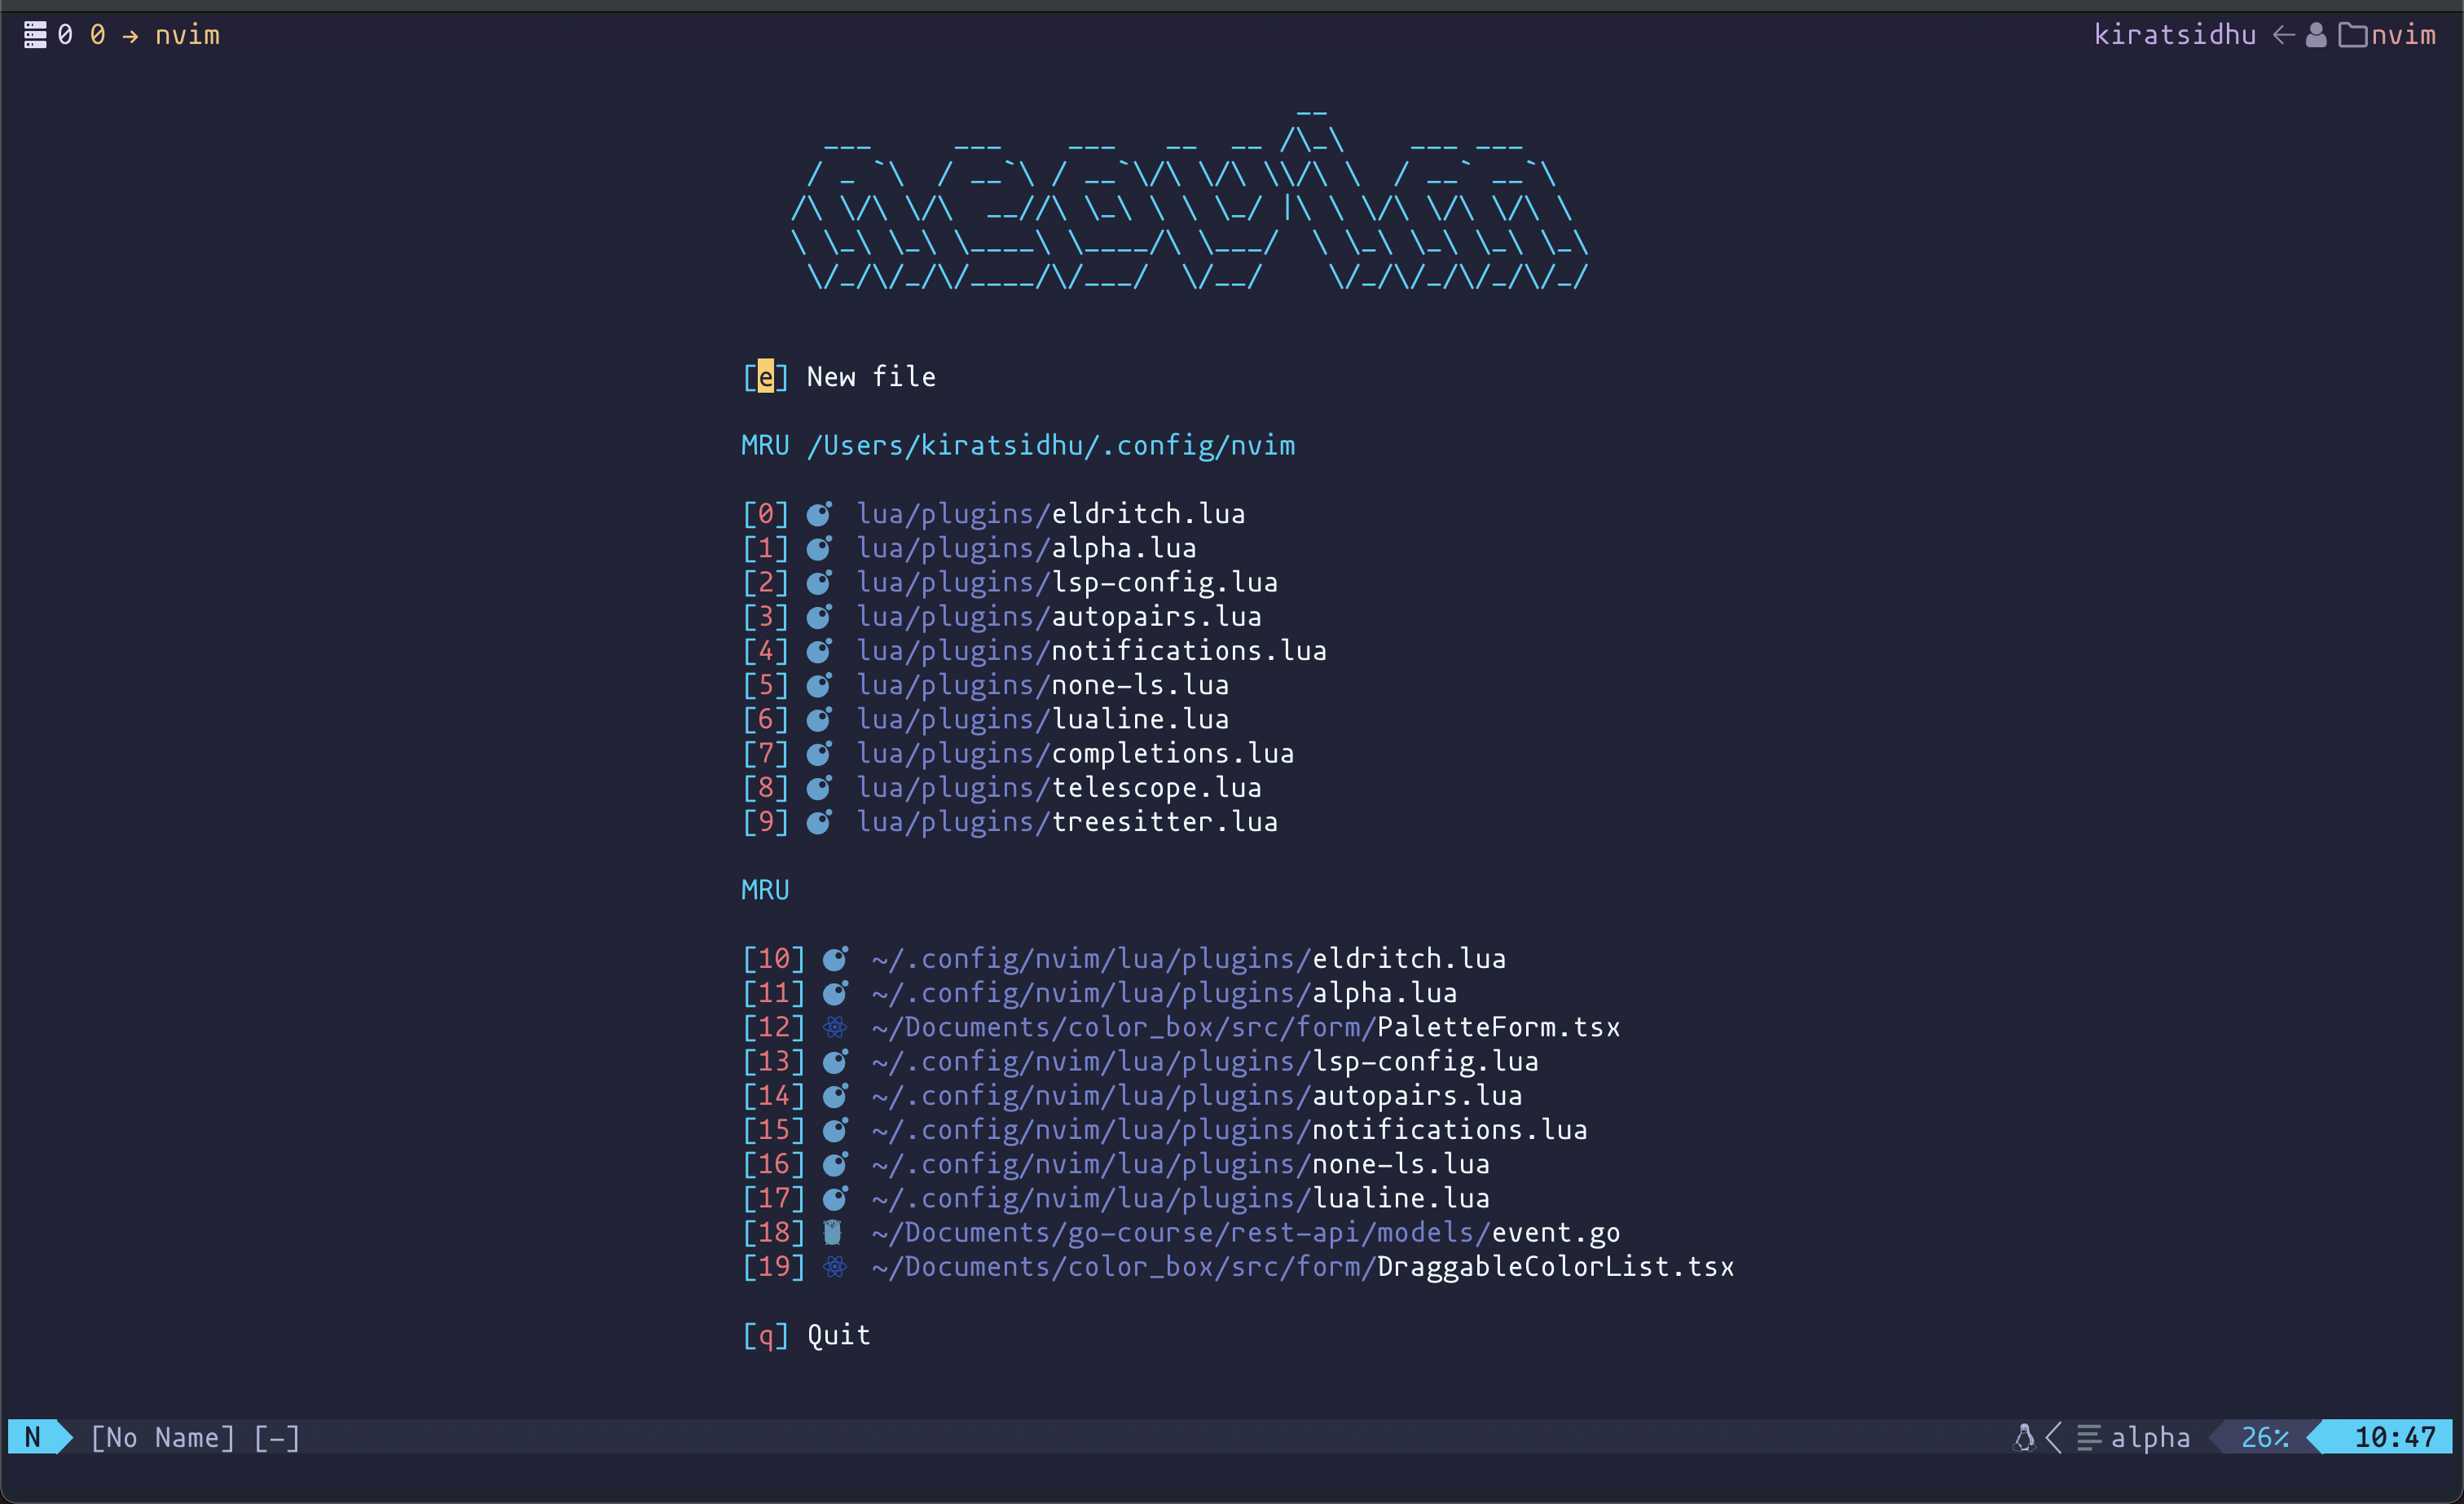 0 0 → nvim
kiratsidhu ← nvim
neovim
[e] New file
MRU /Users/kiratsidhu/.config/nvim
[0] lua/plugins/eldritch.lua
[1] lua/plugins/alpha.lua
[2] lua/plugins/lsp-config.lua
[3] lua/plugins/autopairs.lua
[4] lua/plugins/notifications.lua
[5] lua/plugins/none-ls.lua
[6] lua/plugins/lualine.lua
[7] lua/plugins/completions.lua
[8] lua/plugins/telescope.lua
[9] lua/plugins/treesitter.lua
MRU
[10] ~/.config/nvim/lua/plugins/eldritch.lua
[11] ~/.config/nvim/lua/plugins/alpha.lua
[12] ~/Documents/color_box/src/form/PaletteForm.tsx
[13] ~/.config/nvim/lua/plugins/lsp-config.lua
[14] ~/.config/nvim/lua/plugins/autopairs.lua
[15] ~/.config/nvim/lua/plugins/notifications.lua
[16] ~/.config/nvim/lua/plugins/none-ls.lua
[17] ~/.config/nvim/lua/plugins/lualine.lua
[18] ~/Documents/go-course/rest-api/models/event.go
[19] ~/Documents/color_box/src/form/DraggableColorList.tsx
[q] Quit
N [No Name] [-]
alpha 26% 10:47